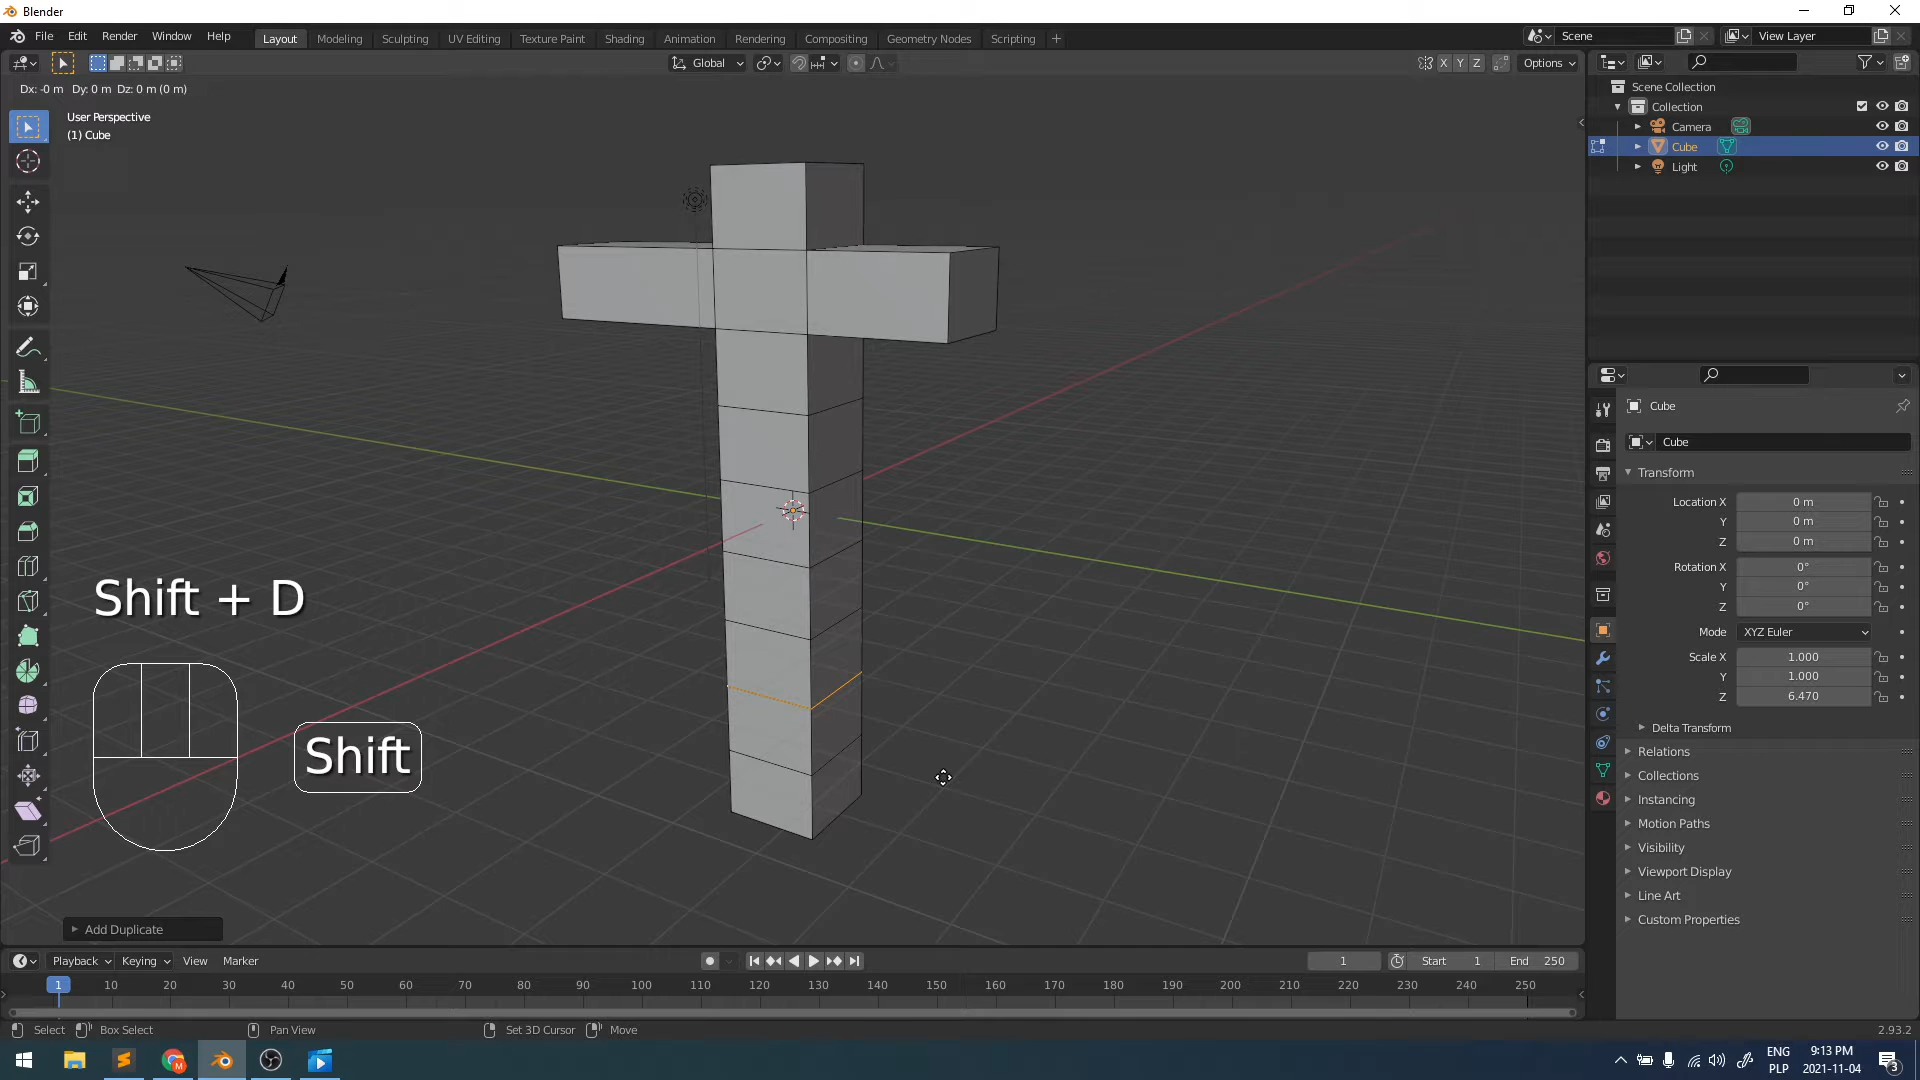 Blender
File Edit Render Window Help
Layout Modeling Sculpting UV Editing Texture Paint Shading Animation Rendering Compositing Geometry Nodes Scripting +
Scene View Layer
Global X Y Z Options
Dx: -0 m Dy: 0 m Dz: 0 m (0 m)
User Perspective
(1) Cube
Scene Collection
Collection
Camera
Cube
Light
Cube
Cube
Transform
Location X 0 m
Y 0 m
Z 0 m
Rotation X 0°
Y 0°
Z 0°
Mode XYZ Euler
Scale X 1.000
Y 1.000
Z 6.470
Delta Transform
Relations
Collections
Instancing
Motion Paths
Visibility
Viewport Display
Line Art
Custom Properties
Shift + D
Shift
Add Duplicate
Playback Keying View Marker
1 Start 1 End 250
1 10 20 30 40 50 60 70 80 90 100 110 120 130 140 150 160 170 180 190 200 210 220 230 240 250
Select Box Select Pan View Set 3D Cursor Move 2.93.2
ENG 9:13 PM
PLP 2021-11-04
3